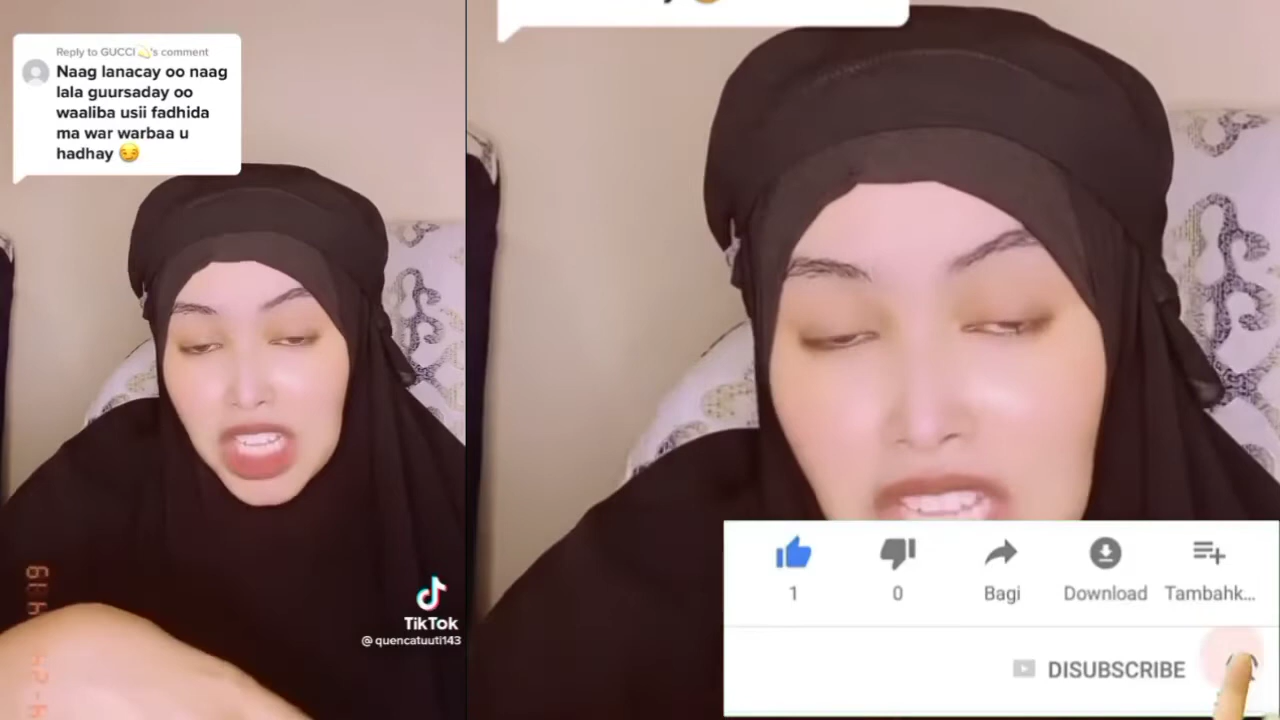 Reply to GUCCI💫's comment
Naag lanacay oo naag
lala guursaday oo
waaliba usii fadhida
ma war warbaa u
hadhay 😏
TikTok
@quencatuuti143
1
0
Bagi
Download
Tambahk...
DISUBSCRIBE